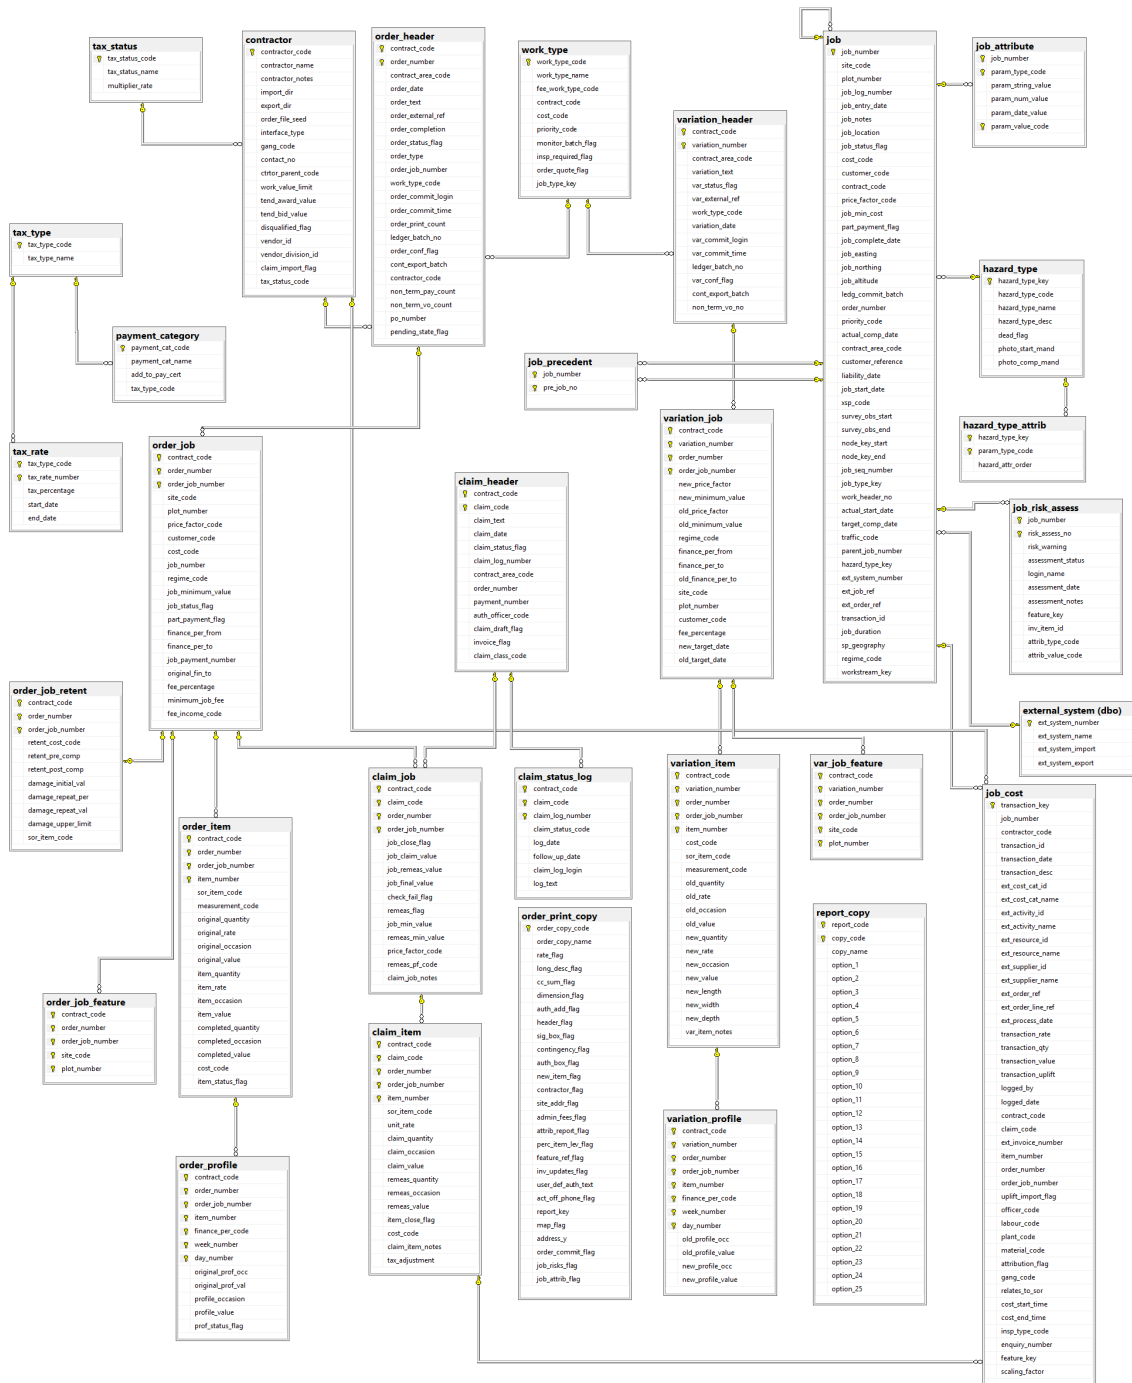 tax_status
tax_status_code
tax_status_name
multiplier_rate
contractor
contractor_code
contractor_name
contractor_notes
import_dir
export_dir
order_file_seed
interface_type
gang_code
contact_no
ctrtor_parent_code
work_value_limit
tend_award_value
tend_bid_value
disqualified_flag
vendor_id
vendor_division_id
claim_import_flag
tax_status_code
order_header
contract_code
order_number
contract_area_code
order_date
order_text
order_external_ref
order_completion
order_status_flag
order_type
order_job_number
work_type_code
order_commit_login
order_commit_time
order_print_count
ledger_batch_no
order_conf_flag
cont_export_batch
contractor_code
non_term_pay_count
non_term_vo_count
po_number
pending_state_flag
work_type
work_type_code
work_type_name
fee_work_type_code
contract_code
cost_code
priority_code
monitor_batch_flag
insp_required_flag
order_quote_flag
job_type_key
variation_header
contract_code
variation_number
contract_area_code
variation_text
var_status_flag
var_external_ref
work_type_code
variation_date
var_commit_login
var_commit_time
ledger_batch_no
var_conf_flag
cont_export_batch
non_term_vo_no
job
job_number
site_code
plot_number
job_log_number
job_entry_date
job_notes
job_location
job_status_flag
cost_code
customer_code
contract_code
price_factor_code
job_min_cost
part_payment_flag
job_complete_date
job_easting
job_northing
job_altitude
ledg_commit_batch
order_number
priority_code
actual_comp_date
contract_area_code
customer_reference
liability_date
job_start_date
xsp_code
survey_obs_start
survey_obs_end
node_key_start
node_key_end
job_seq_number
job_type_key
work_header_no
actual_start_date
target_comp_date
traffic_code
parent_job_number
hazard_type_key
ext_system_number
ext_job_ref
ext_order_ref
transaction_id
job_duration
sp_geography
regime_code
workstream_key
job_attribute
job_number
param_type_code
param_string_value
param_num_value
param_date_value
param_value_code
tax_type
tax_type_code
tax_type_name
payment_category
payment_cat_code
payment_cat_name
add_to_pay_cert
tax_type_code
hazard_type
hazard_type_key
hazard_type_code
hazard_type_name
hazard_type_desc
dead_flag
photo_start_mand
photo_comp_mand
job_precedent
job_number
pre_job_no
hazard_type_attrib
hazard_type_key
param_type_code
hazard_attr_order
tax_rate
tax_type_code
tax_rate_number
tax_percentage
start_date
end_date
order_job
contract_code
order_number
order_job_number
site_code
plot_number
price_factor_code
customer_code
cost_code
job_number
regime_code
job_minimum_value
job_status_flag
part_payment_flag
finance_per_from
finance_per_to
job_payment_number
original_fin_to
fee_percentage
minimum_job_fee
fee_income_code
claim_header
contract_code
claim_code
claim_text
claim_date
claim_status_flag
claim_log_number
contract_area_code
order_number
payment_number
auth_officer_code
claim_draft_flag
invoice_flag
claim_class_code
variation_job
contract_code
variation_number
order_number
order_job_number
new_price_factor
new_minimum_value
old_price_factor
old_minimum_value
regime_code
finance_per_from
finance_per_to
old_finance_per_to
site_code
plot_number
customer_code
fee_percentage
new_target_date
old_target_date
job_risk_assess
job_number
risk_assess_no
risk_warning
assessment_status
login_name
assessment_date
assessment_notes
feature_key
inv_item_id
attrib_type_code
attrib_value_code
order_job_retent
contract_code
order_number
order_job_number
retent_cost_code
retent_pre_comp
retent_post_comp
damage_initial_val
damage_repeat_per
damage_repeat_val
damage_upper_limit
sor_item_code
external_system (dbo)
ext_system_number
ext_system_name
ext_system_import
ext_system_export
claim_job
contract_code
claim_code
order_number
order_job_number
job_close_flag
job_claim_value
job_remeas_value
job_final_value
check_fail_flag
remeas_flag
job_min_value
remeas_min_value
price_factor_code
remeas_pf_code
claim_job_notes
claim_status_log
contract_code
claim_code
claim_log_number
claim_status_code
log_date
follow_up_date
claim_log_login
log_text
variation_item
contract_code
variation_number
order_number
order_job_number
item_number
cost_code
sor_item_code
measurement_code
old_quantity
old_rate
old_occasion
old_value
new_quantity
new_rate
new_occasion
new_value
new_length
new_width
new_depth
var_item_notes
var_job_feature
contract_code
variation_number
order_number
order_job_number
site_code
plot_number
job_cost
transaction_key
job_number
contractor_code
transaction_id
transaction_date
transaction_desc
ext_cost_cat_id
ext_cost_cat_name
ext_activity_id
ext_activity_name
ext_resource_id
ext_resource_name
ext_supplier_id
ext_supplier_name
ext_order_ref
ext_order_line_ref
ext_process_date
transaction_rate
transaction_qty
transaction_value
transaction_uplift
logged_by
logged_date
contract_code
claim_code
ext_invoice_number
item_number
order_number
order_job_number
uplift_import_flag
officer_code
labour_code
plant_code
material_code
attribution_flag
gang_code
relates_to_sor
cost_start_time
cost_end_time
insp_type_code
enquiry_number
feature_key
scaling_factor
order_item
contract_code
order_number
order_job_number
item_number
sor_item_code
measurement_code
original_quantity
original_rate
original_occasion
original_value
item_quantity
item_rate
item_occasion
item_value
completed_quantity
completed_occasion
completed_value
cost_code
item_status_flag
order_print_copy
order_copy_code
order_copy_name
rate_flag
long_desc_flag
cc_sum_flag
dimension_flag
auth_add_flag
header_flag
sig_box_flag
contingency_flag
auth_box_flag
new_item_flag
contractor_flag
site_addr_flag
admin_fees_flag
attrib_report_flag
perc_item_lev_flag
feature_ref_flag
inv_updates_flag
user_def_auth_text
act_off_phone_flag
report_key
map_flag
address_y
order_commit_flag
job_risks_flag
job_attrib_flag
report_copy
report_code
copy_code
copy_name
option_1
option_2
option_3
option_4
option_5
option_6
option_7
option_8
option_9
option_10
option_11
option_12
option_13
option_14
option_15
option_16
option_17
option_18
option_19
option_20
option_21
option_22
option_23
option_24
option_25
order_job_feature
contract_code
order_number
order_job_number
site_code
plot_number
claim_item
contract_code
claim_code
order_number
order_job_number
item_number
sor_item_code
unit_rate
claim_quantity
claim_occasion
claim_value
remeas_quantity
remeas_occasion
remeas_value
item_close_flag
cost_code
claim_item_notes
tax_adjustment
variation_profile
contract_code
variation_number
order_number
order_job_number
item_number
finance_per_code
week_number
day_number
old_profile_occ
old_profile_value
new_profile_occ
new_profile_value
order_profile
contract_code
order_number
order_job_number
item_number
finance_per_code
week_number
day_number
original_prof_occ
original_prof_val
profile_occasion
profile_value
prof_status_flag